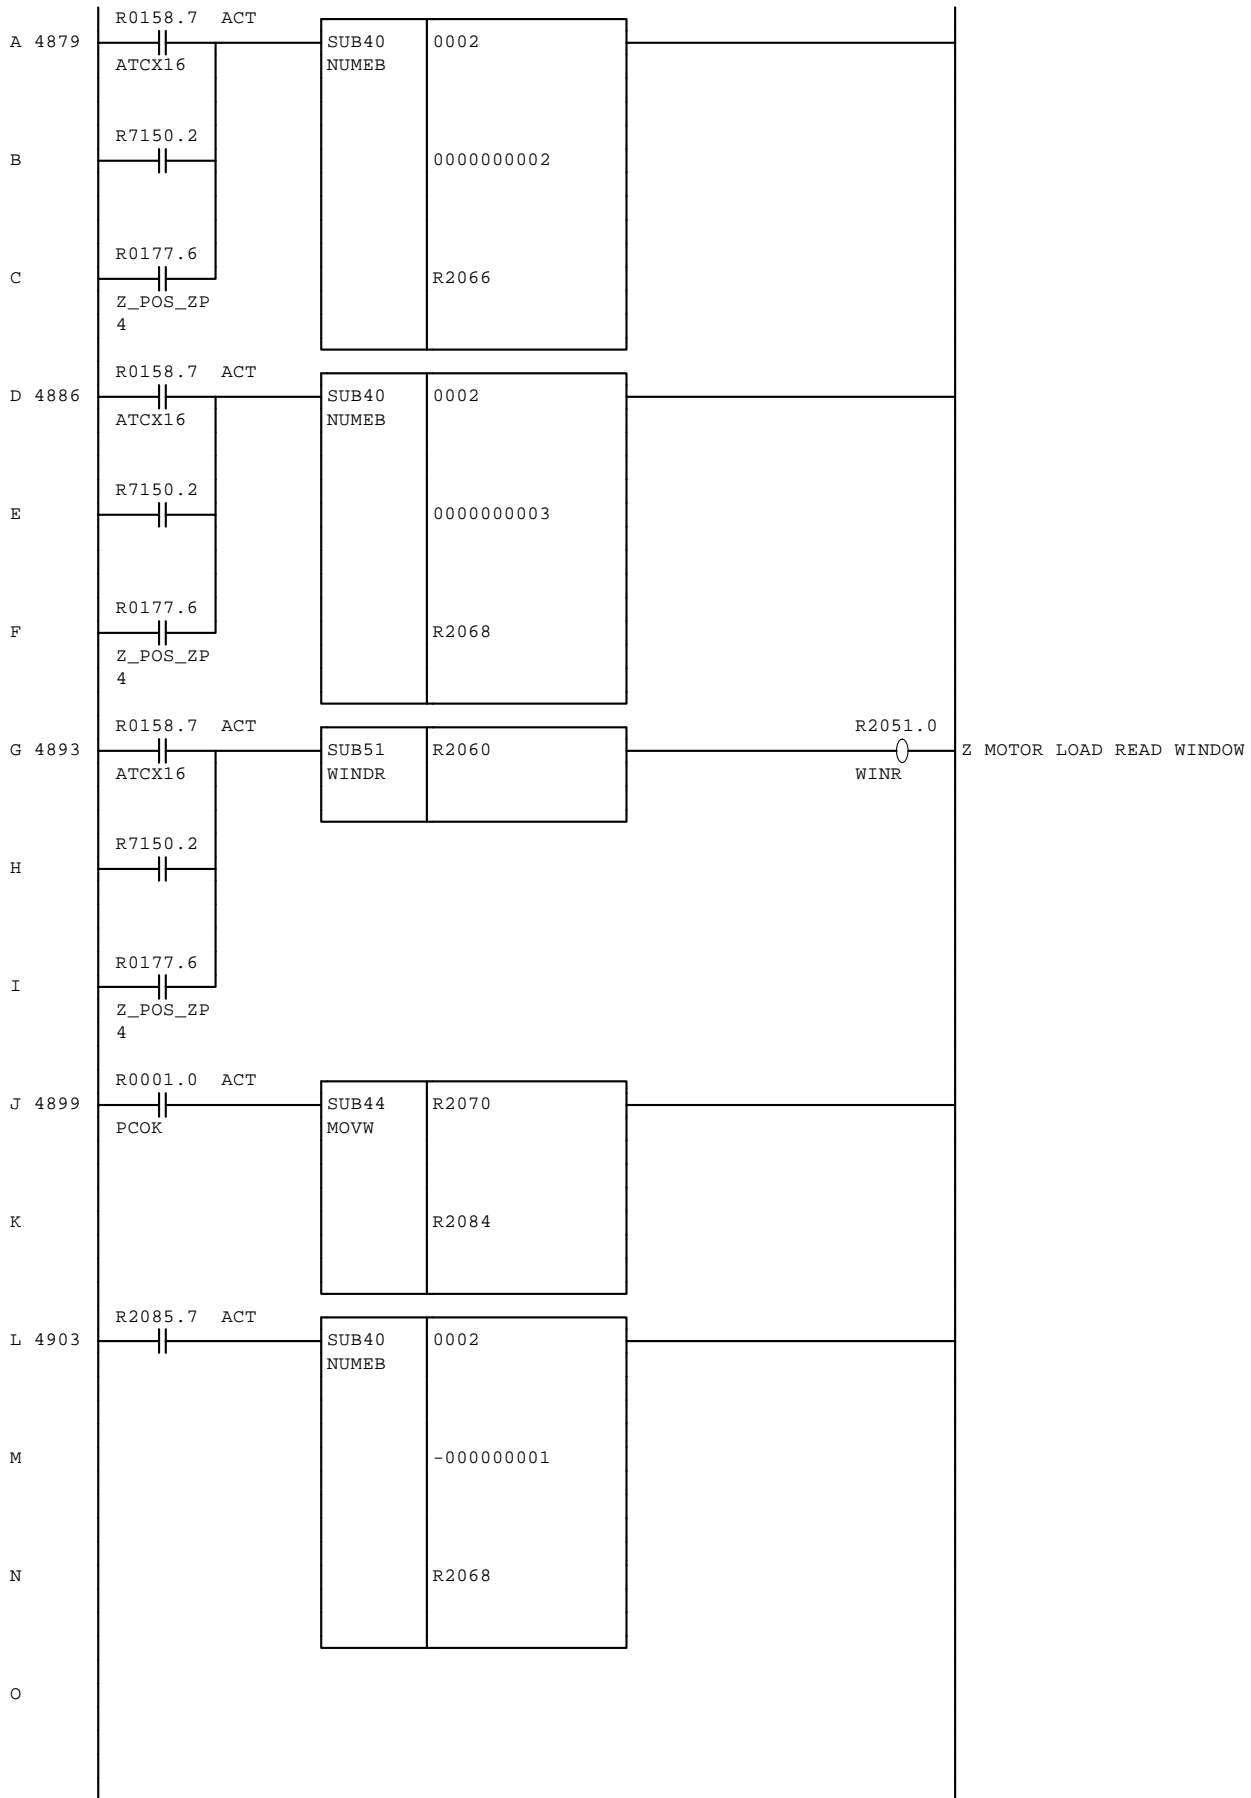 R0158.7 ACT
A 4879 SUB40 0002
ATCX16 NUMEB
R7150.2
B 0000000002
R0177.6
C R2066
Z_POS_ZP
4
R0158.7 ACT
D 4886 SUB40 0002
ATCX16 NUMEB
R7150.2
E 0000000003
R0177.6
F R2068
Z_POS_ZP
4
R0158.7 ACT R2051.0
G 4893 SUB51 R2060 Z MOTOR LOAD READ WINDOW
ATCX16 WINDR WINR
R7150.2
H
R0177.6
I
Z_POS_ZP
4
R0001.0 ACT
J 4899 SUB44 R2070
PCOK MOVW
K R2084
R2085.7 ACT
L 4903 SUB40 0002
NUMEB
M -000000001
N R2068
O